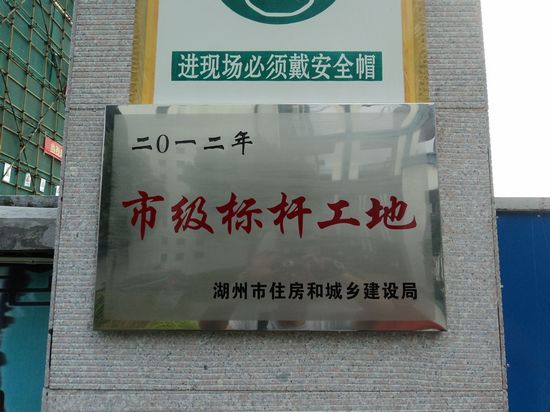 进现场必须戴安全帽
二0一二年
市级标杆工地
湖州市住房和城乡建设局